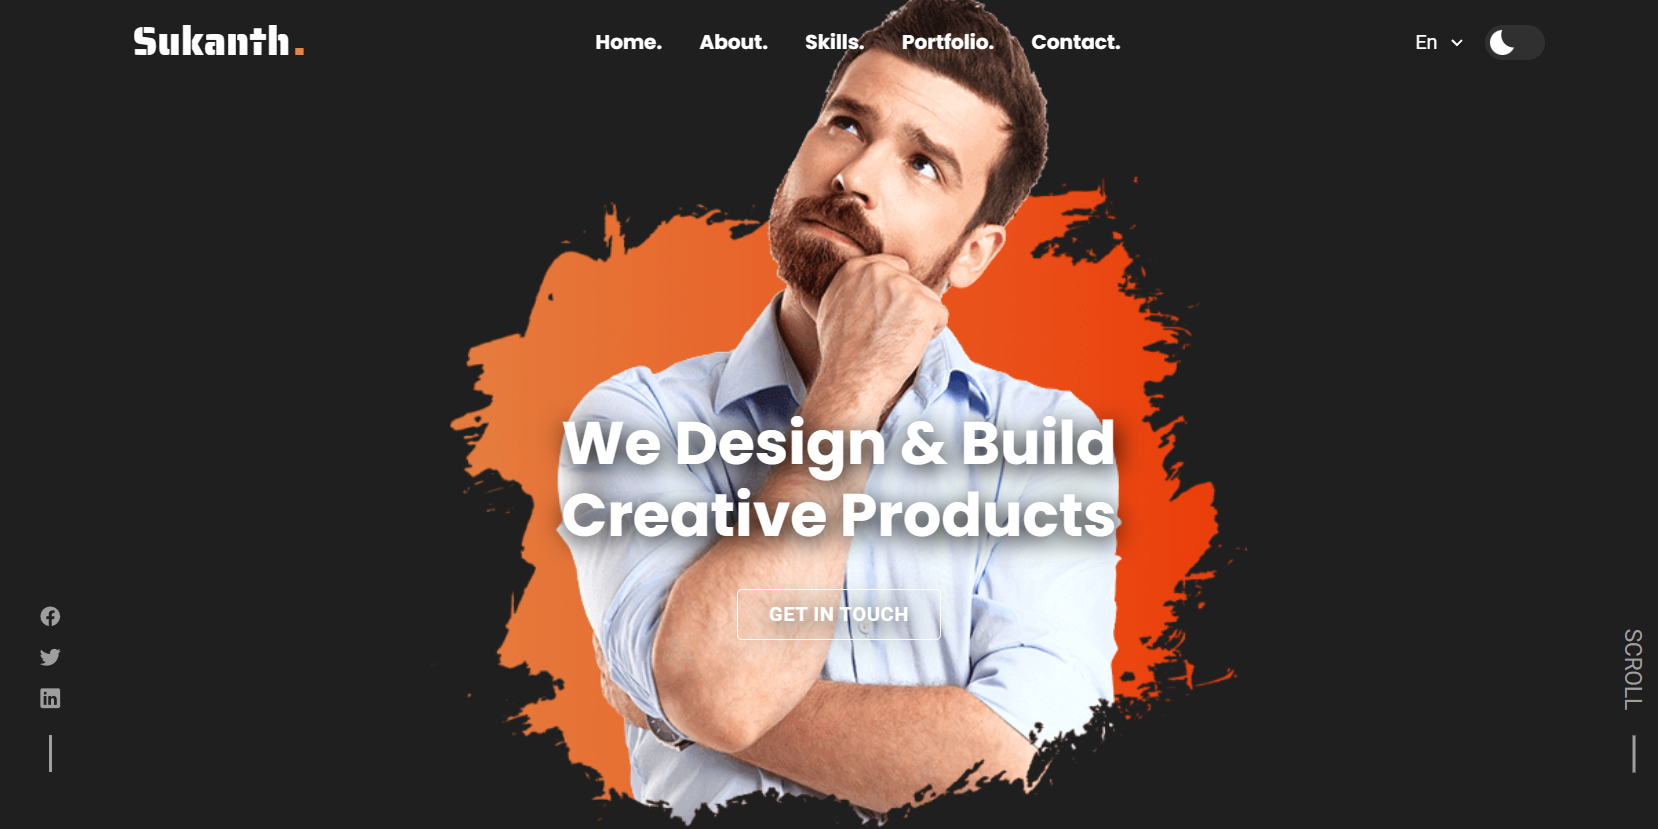 Sukanth.
Home. About. Skills. Portfolio. Contact.
En
We Design & Build
Creative Products
GET IN TOUCH
SCROLL